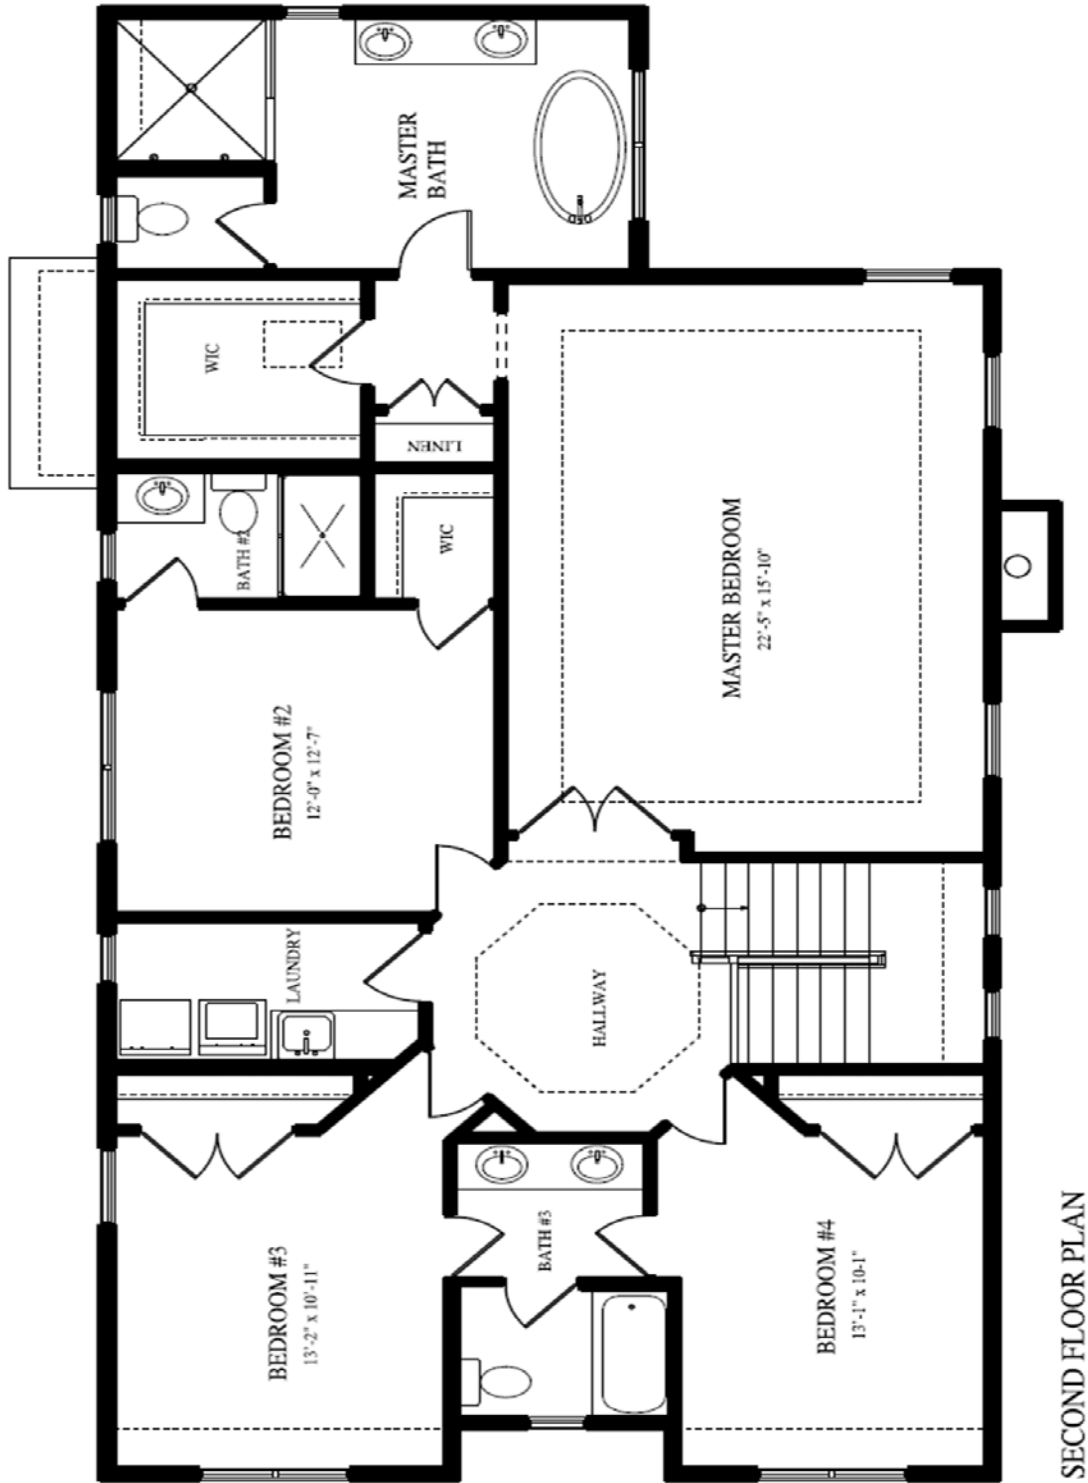 MASTER
BATH
WIC
LINEN
BATH #2
WIC
MASTER BEDROOM
22'-5" x 15'-10"
BEDROOM #2
12'-0" x 12'-7"
LAUNDRY
HALLWAY
BEDROOM #3
13'-2" x 10'-11"
BATH #3
BEDROOM #4
13'-1" x 10-1"
SECOND FLOOR PLAN